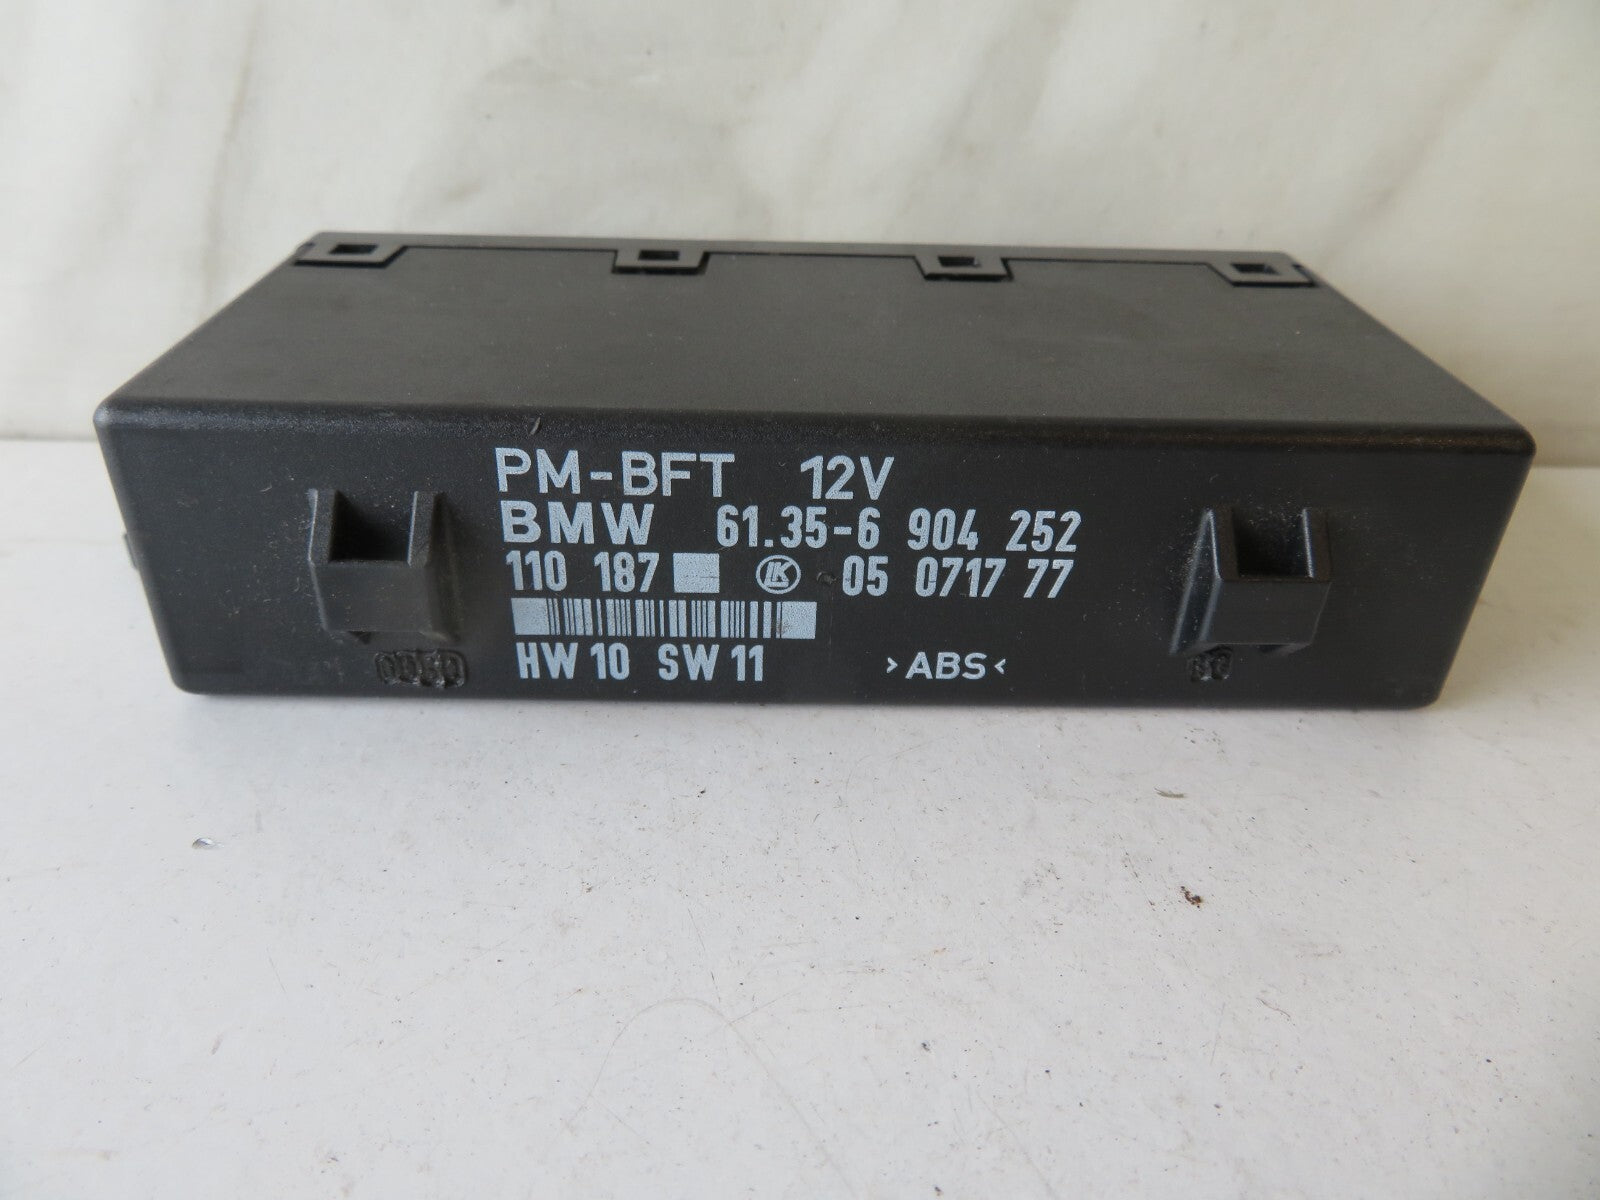 PM-BFT 12V
BMW 61.35-6 904 252
110 187 LK 05 0717 77
HW 10 SW 11 >ABS<